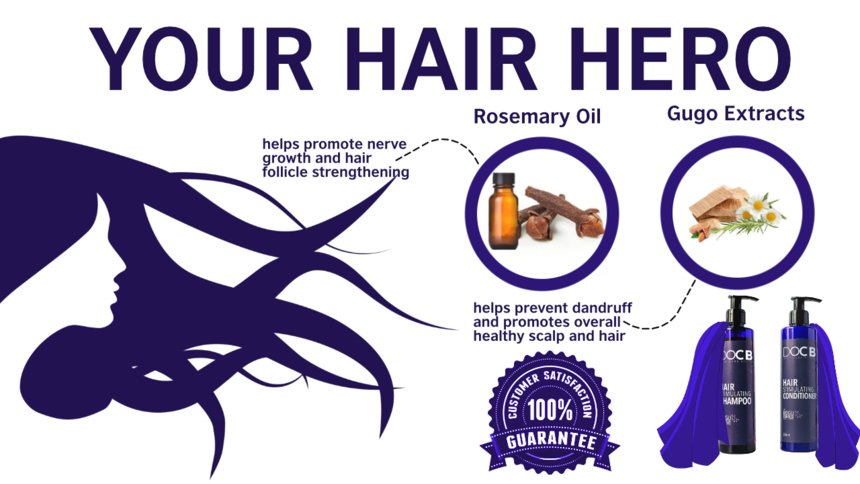 YOUR HAIR HERO
Rosemary Oil
Gugo Extracts
helps promote nerve
growth and hair
follicle strengthening
helps prevent dandruff
and promotes overall
healthy scalp and hair
CUSTOMER SATISFACTION
100%
GUARANTEE
DOC B
HAIR
STIMULATING
SHAMPOO
DOC B
HAIR
STIMULATING
CONDITIONER